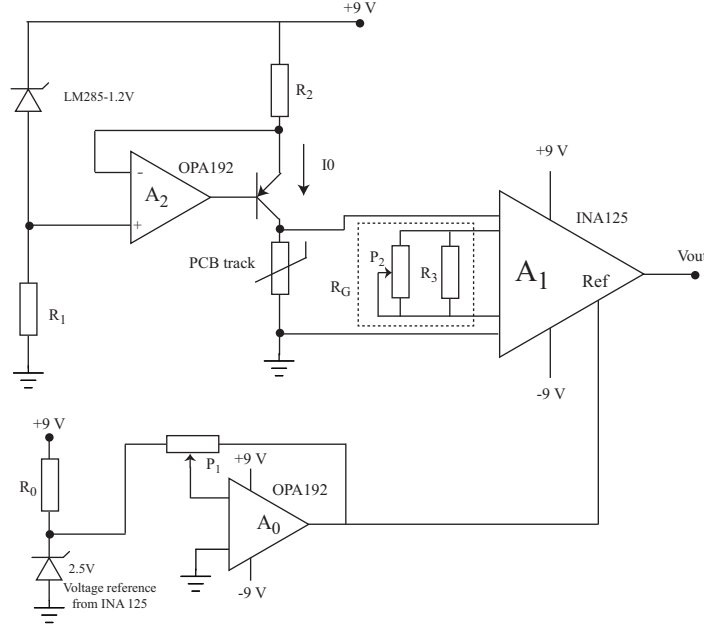 +9 V
LM285-1.2V
R2
OPA192
I0
-
A2
+
+9 V
INA125
PCB track
P2
R3
RG
A1
Ref
Vout
R1
-9 V
+9 V
P1
+9 V
OPA192
R0
A0
2.5V
Voltage reference
from INA 125
-9 V